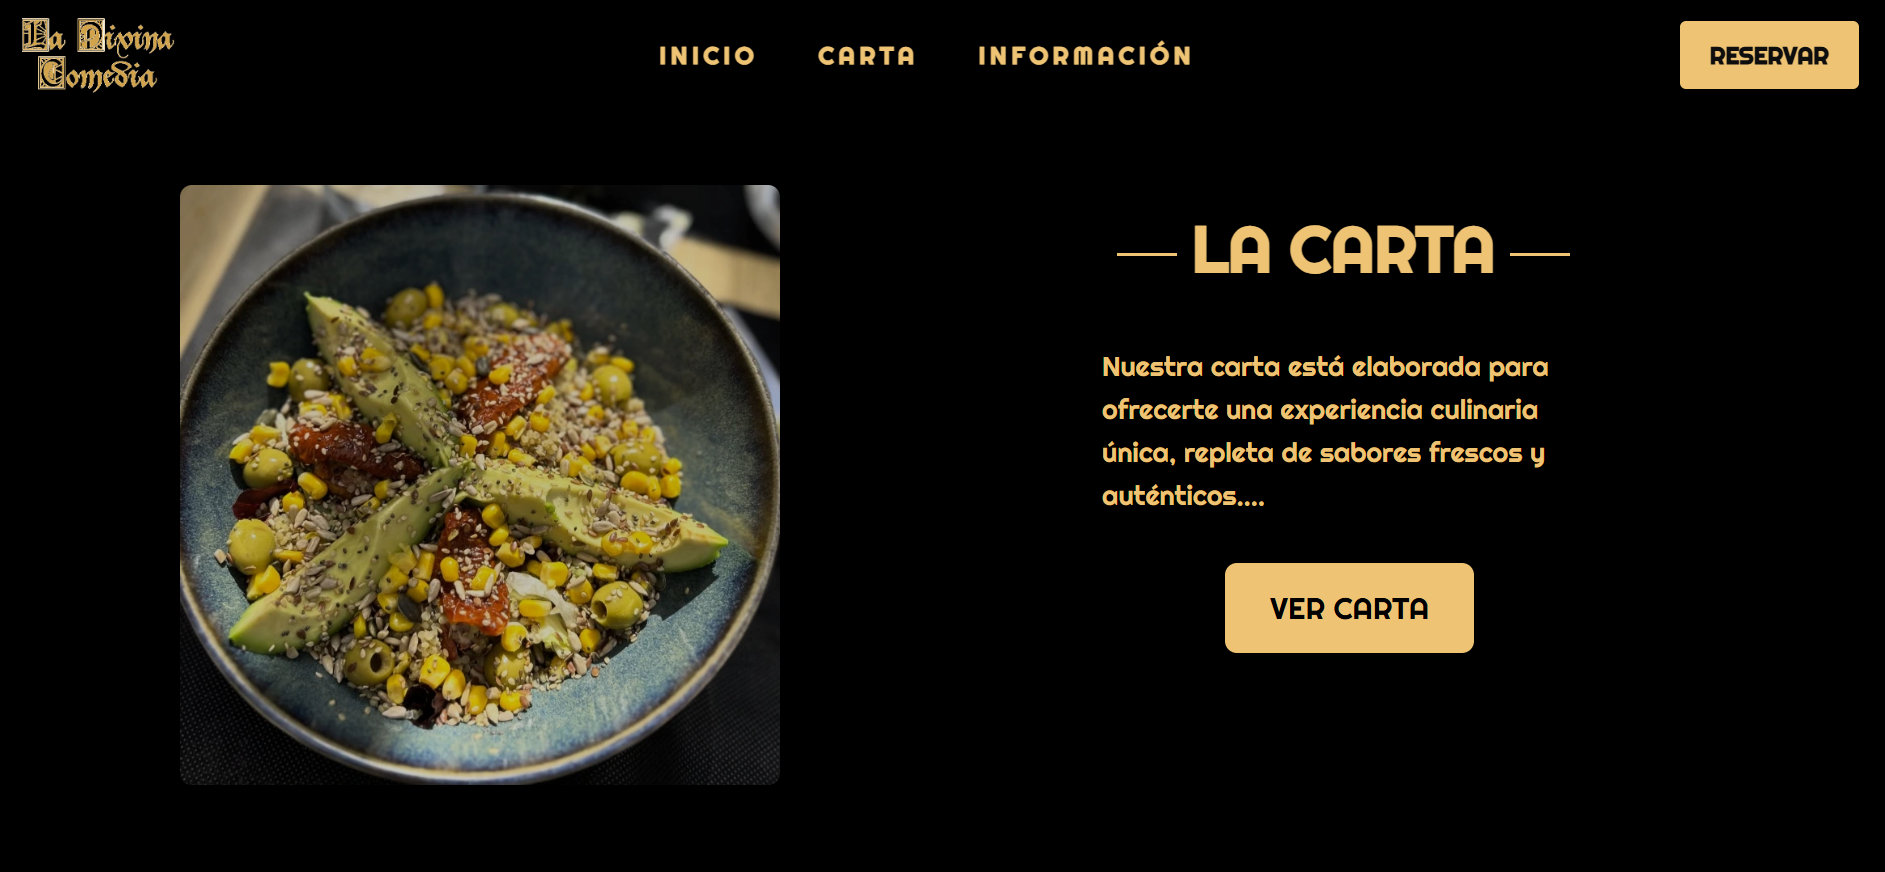 La Divina
Comedia
INICIO CARTA INFORMACIÓN
RESERVAR
LA CARTA
Nuestra carta está elaborada para
ofrecerte una experiencia culinaria
única, repleta de sabores frescos y
auténticos....
VER CARTA